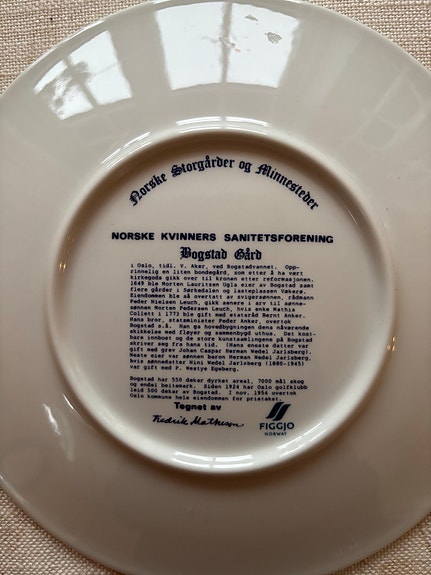 Norske Storgårder og Minnesteder
NORSKE KVINNERS SANITETSFORENING
Bogstad Gård
i Oslo, tidl. V. Aker, ved Bogstadvannet. Opp-
rinnelig en liten bondegård, som etter å ha vært
kirkegods gikk over til kronen etter reformasjonen.
1649 ble Morten Lauritzen Ugla eier av Bogstad samt
flere gårder i Sørkedalen og lasteplassen Vækerø.
Eiendommen ble så overtatt av svigersønnen, rådmann
Peder Nielsen Leuch, gikk senere i arv til sønne-
sønnen Morten Pedersen Leuch, hvis enke Mathia
Collett i 1773 ble gift med etatsråd Bernt Anker.
Hans bror, statsminister Peder Anker, overtok
Bogstad s.å. Han ga hovedbygningen dens nåværende
skikkelse med fløyer og sammenbygd uthus. Det kost-
bare innboet og de store kunstsamlingene på Bogstad
skriver seg fra hans tid. (Hans eneste datter var
gift med grev Johan Caspar Herman Wedel Jarlsberg).
Neste eier var sønnen baron Herman Wedel Jarlsberg.
Hvis sønnedatter Nini Wedel Jarlsberg (1880-1945)
var gift med F. Westye Egeberg.
Bogstad har 550 dekar dyrket areal, 7000 mål skog
og endel beitemark. Siden 1924 har Oslo golfklubb
leid 500 dekar av Bogstad. I nov. 1954 overtok
Oslo kommune hele eiendommen for pristakst.
Tegnet av
Fredrik Matheson
FIGGJO
NORWAY